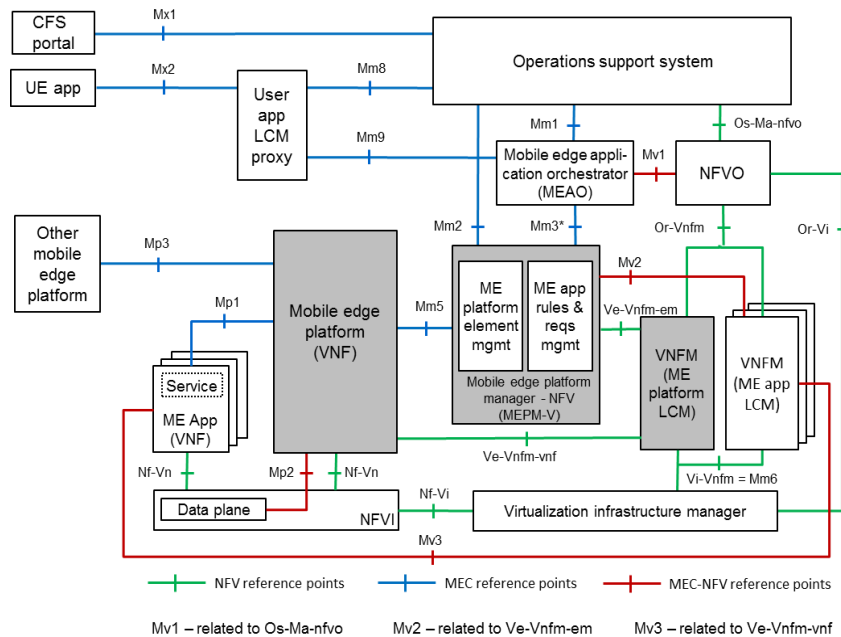 CFS
portal
Mx1
Operations support system
UE app
Mx2
User
app
LCM
proxy
Mm8
Mm9
Mm1
Os-Ma-nfvo
Mobile edge appli-
cation orchestrator
(MEAO)
Mv1
NFVO
Other
mobile
edge
platform
Mp3
Mm2
Mm3*
Or-Vnfm
Or-Vi
Mobile edge
platform
(VNF)
Mp1
Mm5
ME
platform
element
mgmt
ME app
rules &
reqs
mgmt
Mobile edge platform
manager - NFV
(MEPM-V)
Mv2
Ve-Vnfm-em
VNFM
(ME
platform
LCM)
VNFM
(ME app
LCM)
Service
ME App
(VNF)
Ve-Vnfm-vnf
Nf-Vn
Mp2
Nf-Vn
Vi-Vnfm = Mm6
Data plane
NFVI
Nf-Vi
Virtualization infrastructure manager
Mv3
NFV reference points
MEC reference points
MEC-NFV reference points
Mv1 – related to Os-Ma-nfvo
Mv2 – related to Ve-Vnfm-em
Mv3 – related to Ve-Vnfm-vnf